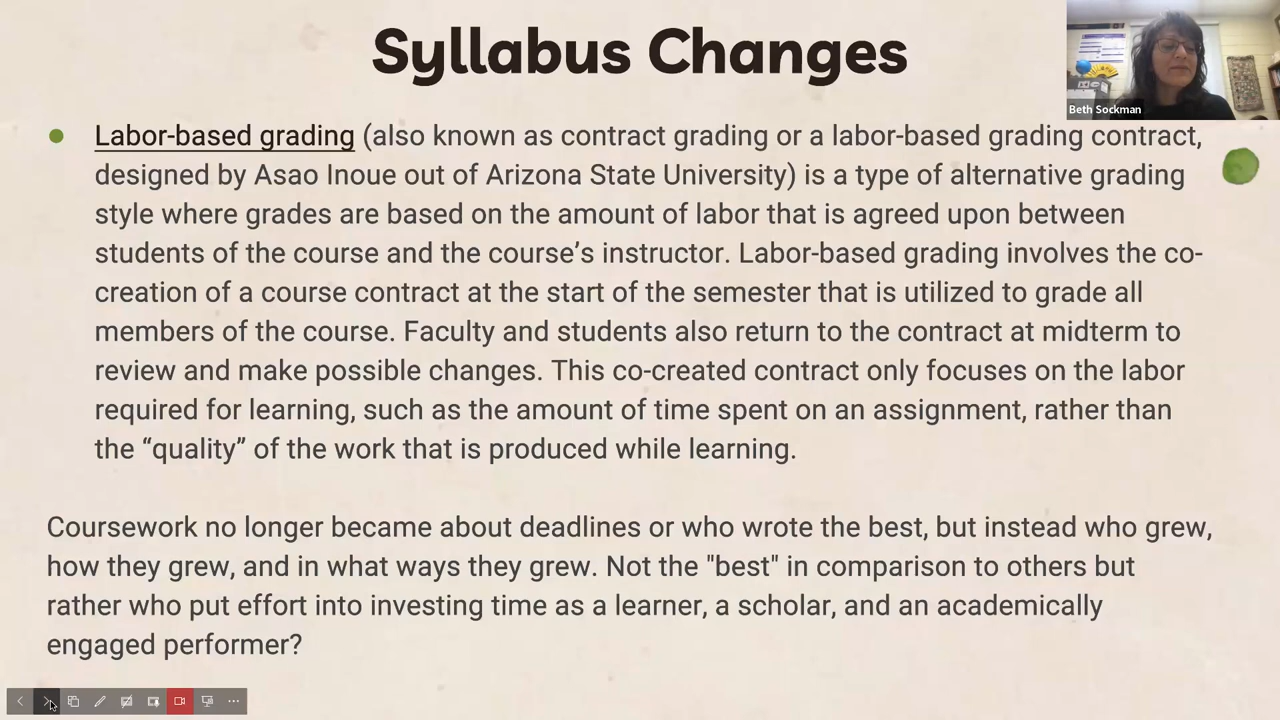 Syllabus Changes
Beth Sockman
Labor-based grading (also known as contract grading or a labor-based grading contract,
designed by Asao Inoue out of Arizona State University) is a type of alternative grading
style where grades are based on the amount of labor that is agreed upon between
students of the course and the course’s instructor. Labor-based grading involves the co-
creation of a course contract at the start of the semester that is utilized to grade all
members of the course. Faculty and students also return to the contract at midterm to
review and make possible changes. This co-created contract only focuses on the labor
required for learning, such as the amount of time spent on an assignment, rather than
the “quality” of the work that is produced while learning.
Coursework no longer became about deadlines or who wrote the best, but instead who grew,
how they grew, and in what ways they grew. Not the "best" in comparison to others but
rather who put effort into investing time as a learner, a scholar, and an academically
engaged performer?